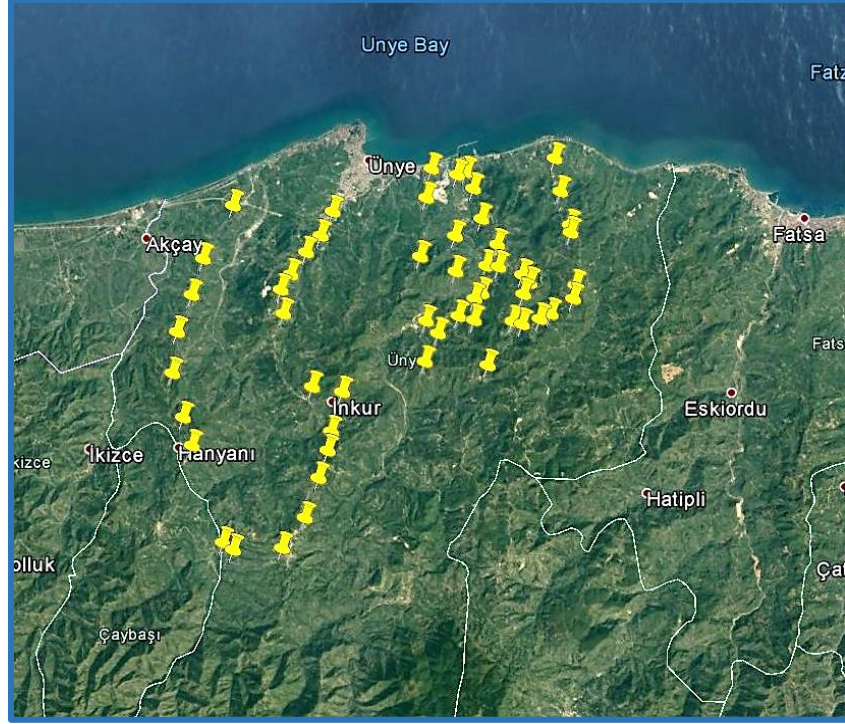 Unye Bay
Fatz
Ünye
Akçay
Fatsa
Fats
Üny
İnkur
Eskiordu
İkizce
Hanyanı
kizce
Hatipli
olluk
Çat
Çaybaşı